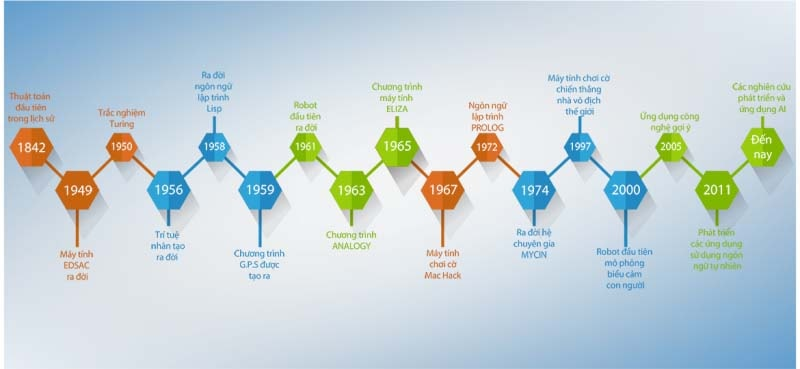 Thuật toán
đầu tiên
trong lịch sử
1842
1949
Máy tính
EDSAC
ra đời
Trắc nghiệm
Turing
1950
1956
Trí tuệ
nhân tạo
ra đời
Ra đời
ngôn ngữ
lập trình
Lisp
1958
1959
Chương trình
G.P.S được
tạo ra
Robot
đầu tiên
ra đời
1961
1963
Chương trình
ANALOGY
Chương trình
máy tính
ELIZA
1965
1967
Máy tính
chơi cờ
Mac Hack
Ngôn ngữ
lập trình
PROLOG
1972
1974
Ra đời hệ
chuyên gia
MYCIN
Máy tính chơi cờ
chiến thắng
nhà vô địch
thế giới
1997
2000
Robot đầu tiên
mô phỏng
biểu cảm
con người
Ứng dụng công
nghệ gợi ý
2005
2011
Phát triển
các ứng dụng
sử dụng ngôn
ngữ tự nhiên
Các nghiên cứu
phát triển và
ứng dụng AI
Đến
nay